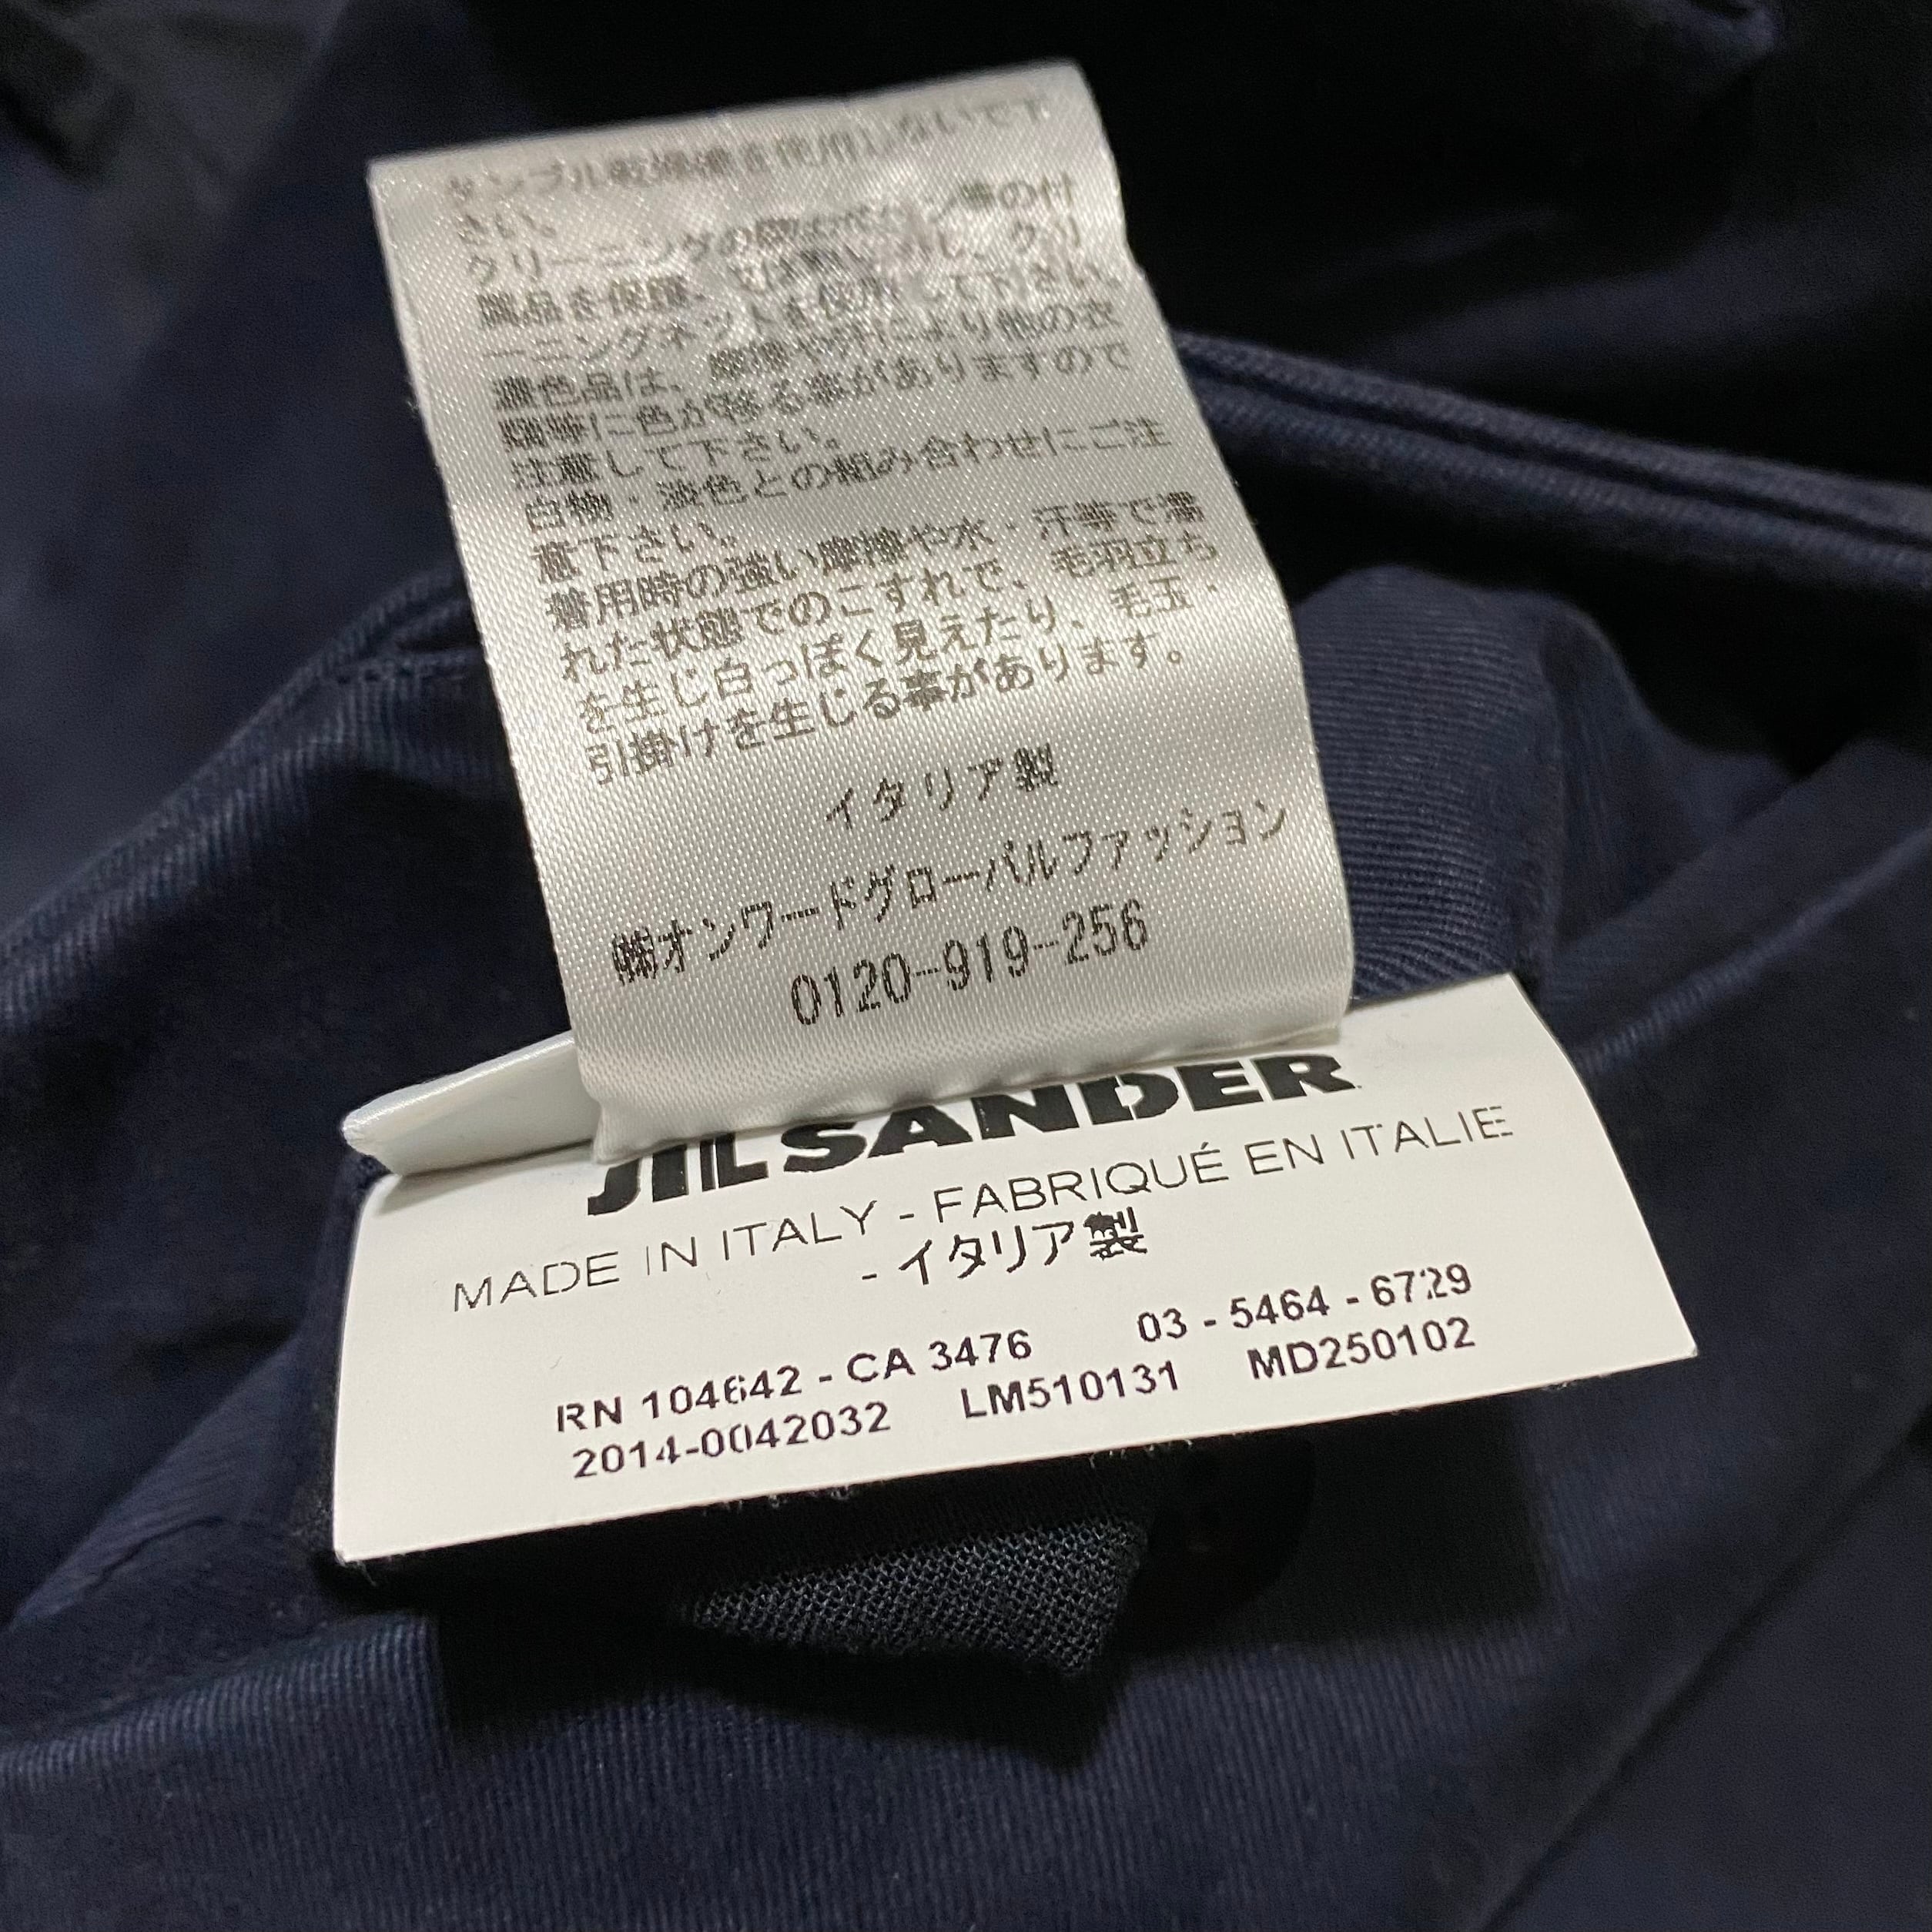 タンブル乾燥機を使用しないで下
さい。
クリーニングの際はボタン等の付
属品を保護、又は取り外し、クリ
ーニングネットを使用して下さい。
濃色品は、摩擦や汗により他の衣
類等に色が移る事がありますので
注意して下さい。
白物・淡色との組み合わせにご注
意下さい。
着用時の強い摩擦や水・汗等で濡
れた状態でのこすれで、毛羽立ち
を生じ白っぽく見えたり、毛玉・
引掛けを生じる事があります。
イタリア製
㈱オンワードグローバルファッション
0120-919-256
JIL SANDER
MADE IN ITALY - FABRIQUÉ EN ITALIE
- イタリア製
RN 104642 - CA 3476 03 - 5464 - 6729
2014-0042032 LM510131 MD250102